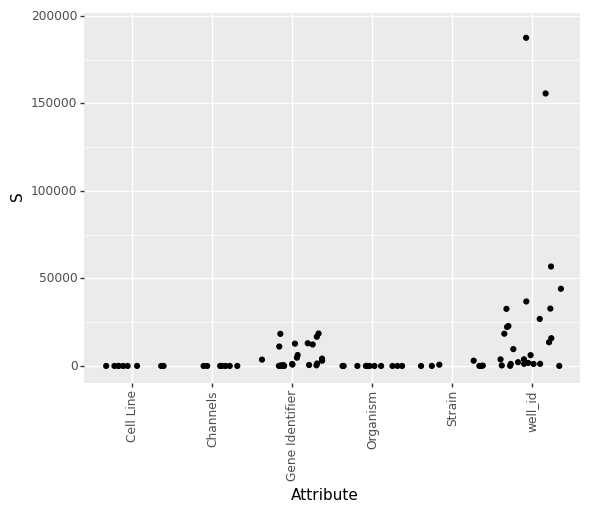 200000
150000
100000
50000
0
S
Cell Line
Channels
Gene Identifier
Organism
Strain
well_id
Attribute